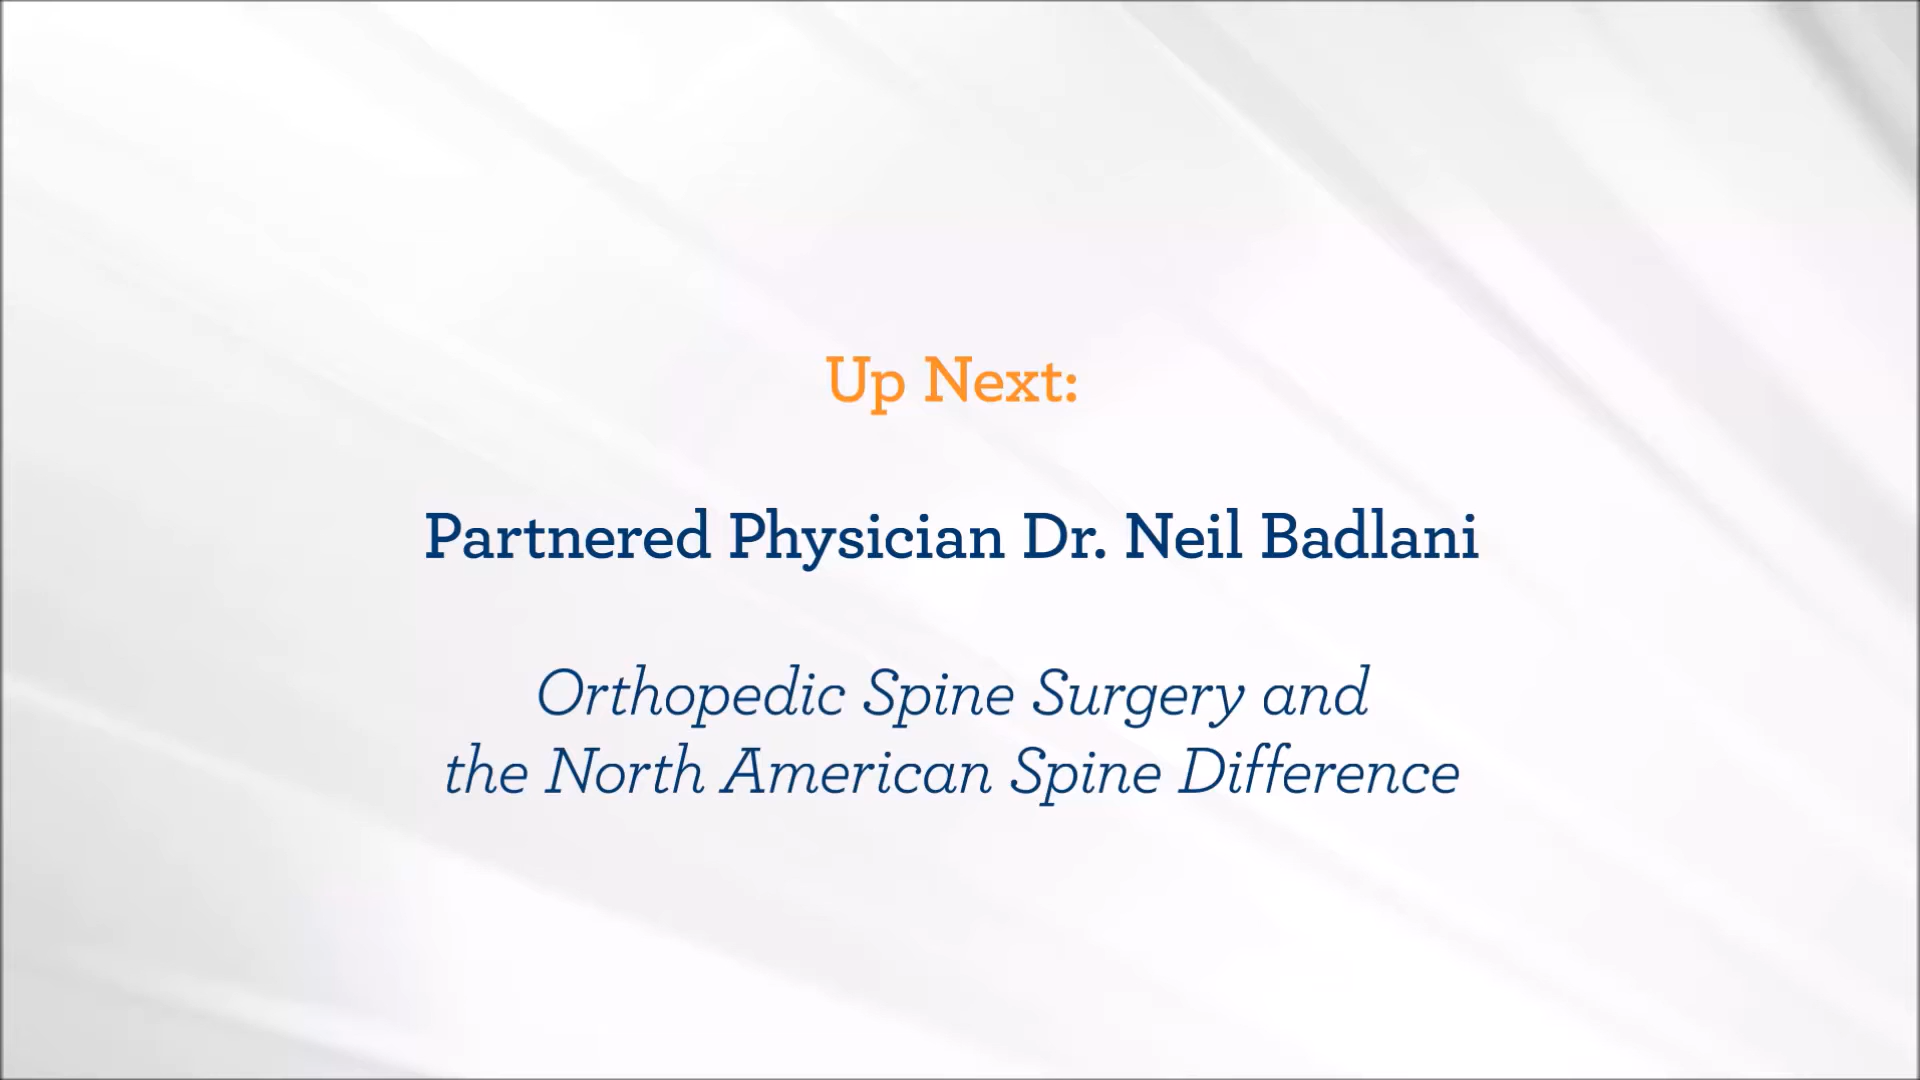 Up Next:
Partnered Physician Dr. Neil Badlani
Orthopedic Spine Surgery and
the North American Spine Difference